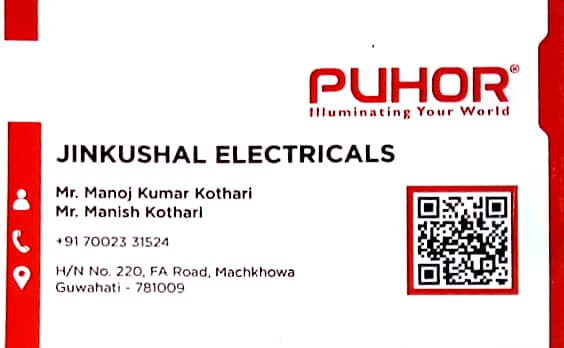 PUHOR®
Illuminating Your World
JINKUSHAL ELECTRICALS
Mr. Manoj Kumar Kothari
Mr. Manish Kothari
+91 70023 31524
H/N No. 220, FA Road, Machkhowa
Guwahati - 781009